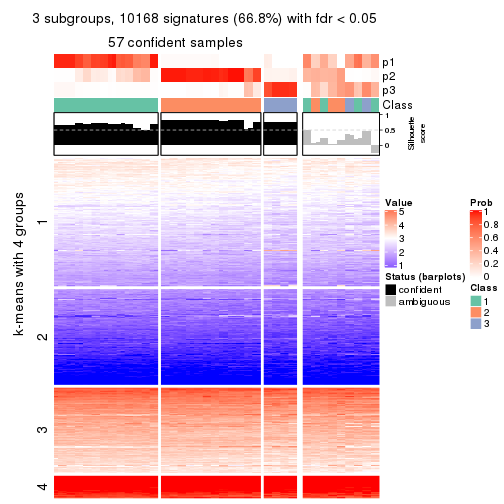 3 subgroups, 10168 signatures (66.8%) with fdr < 0.05
57 confident samples
p1
p2
p3
Class
1
0.5
0
Silhouette
score
k-means with 4 groups
1
2
3
4
Value
5
4
3
2
1
Status (barplots)
confident
ambiguous
Prob
1
0.8
0.6
0.4
0.2
0
Class
1
2
3